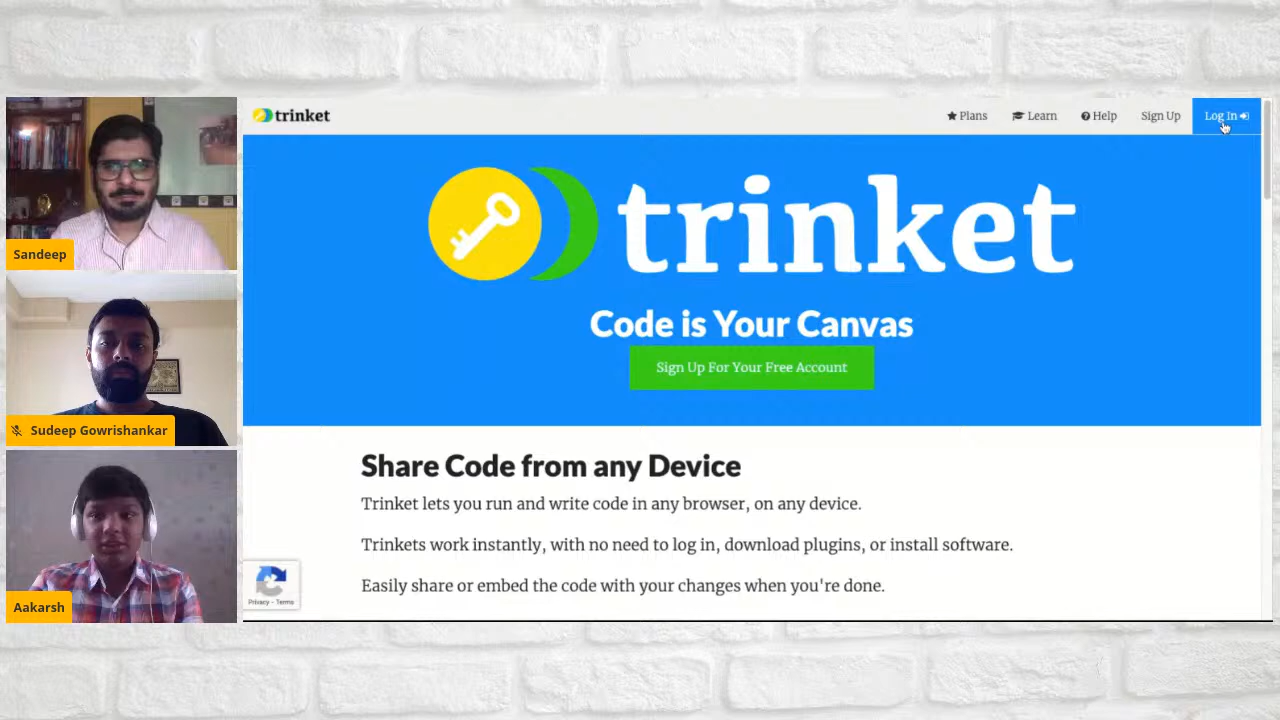 Sandeep
Sudeep Gowrishankar
Aakarsh
trinket
Plans
Learn
Help
Sign Up
Log In
trinket
Code is Your Canvas
Sign Up For Your Free Account
Share Code from any Device
Trinket lets you run and write code in any browser, on any device.
Trinkets work instantly, with no need to log in, download plugins, or install software.
Easily share or embed the code with your changes when you're done.
Privacy - Terms